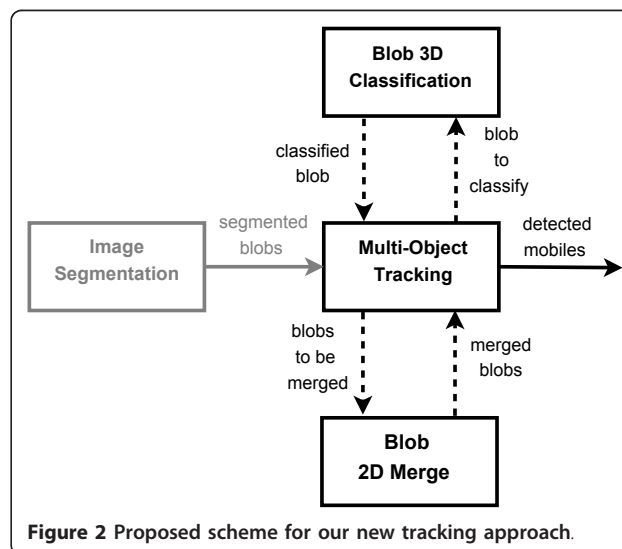 Blob 3D
Classification
classified
blob
blob
to
classify
segmented
blobs
detected
mobiles
Image
Segmentation
Multi-Object
Tracking
blobs
to be
merged
merged
blobs
Blob
2D Merge
Figure 2 Proposed scheme for our new tracking approach.